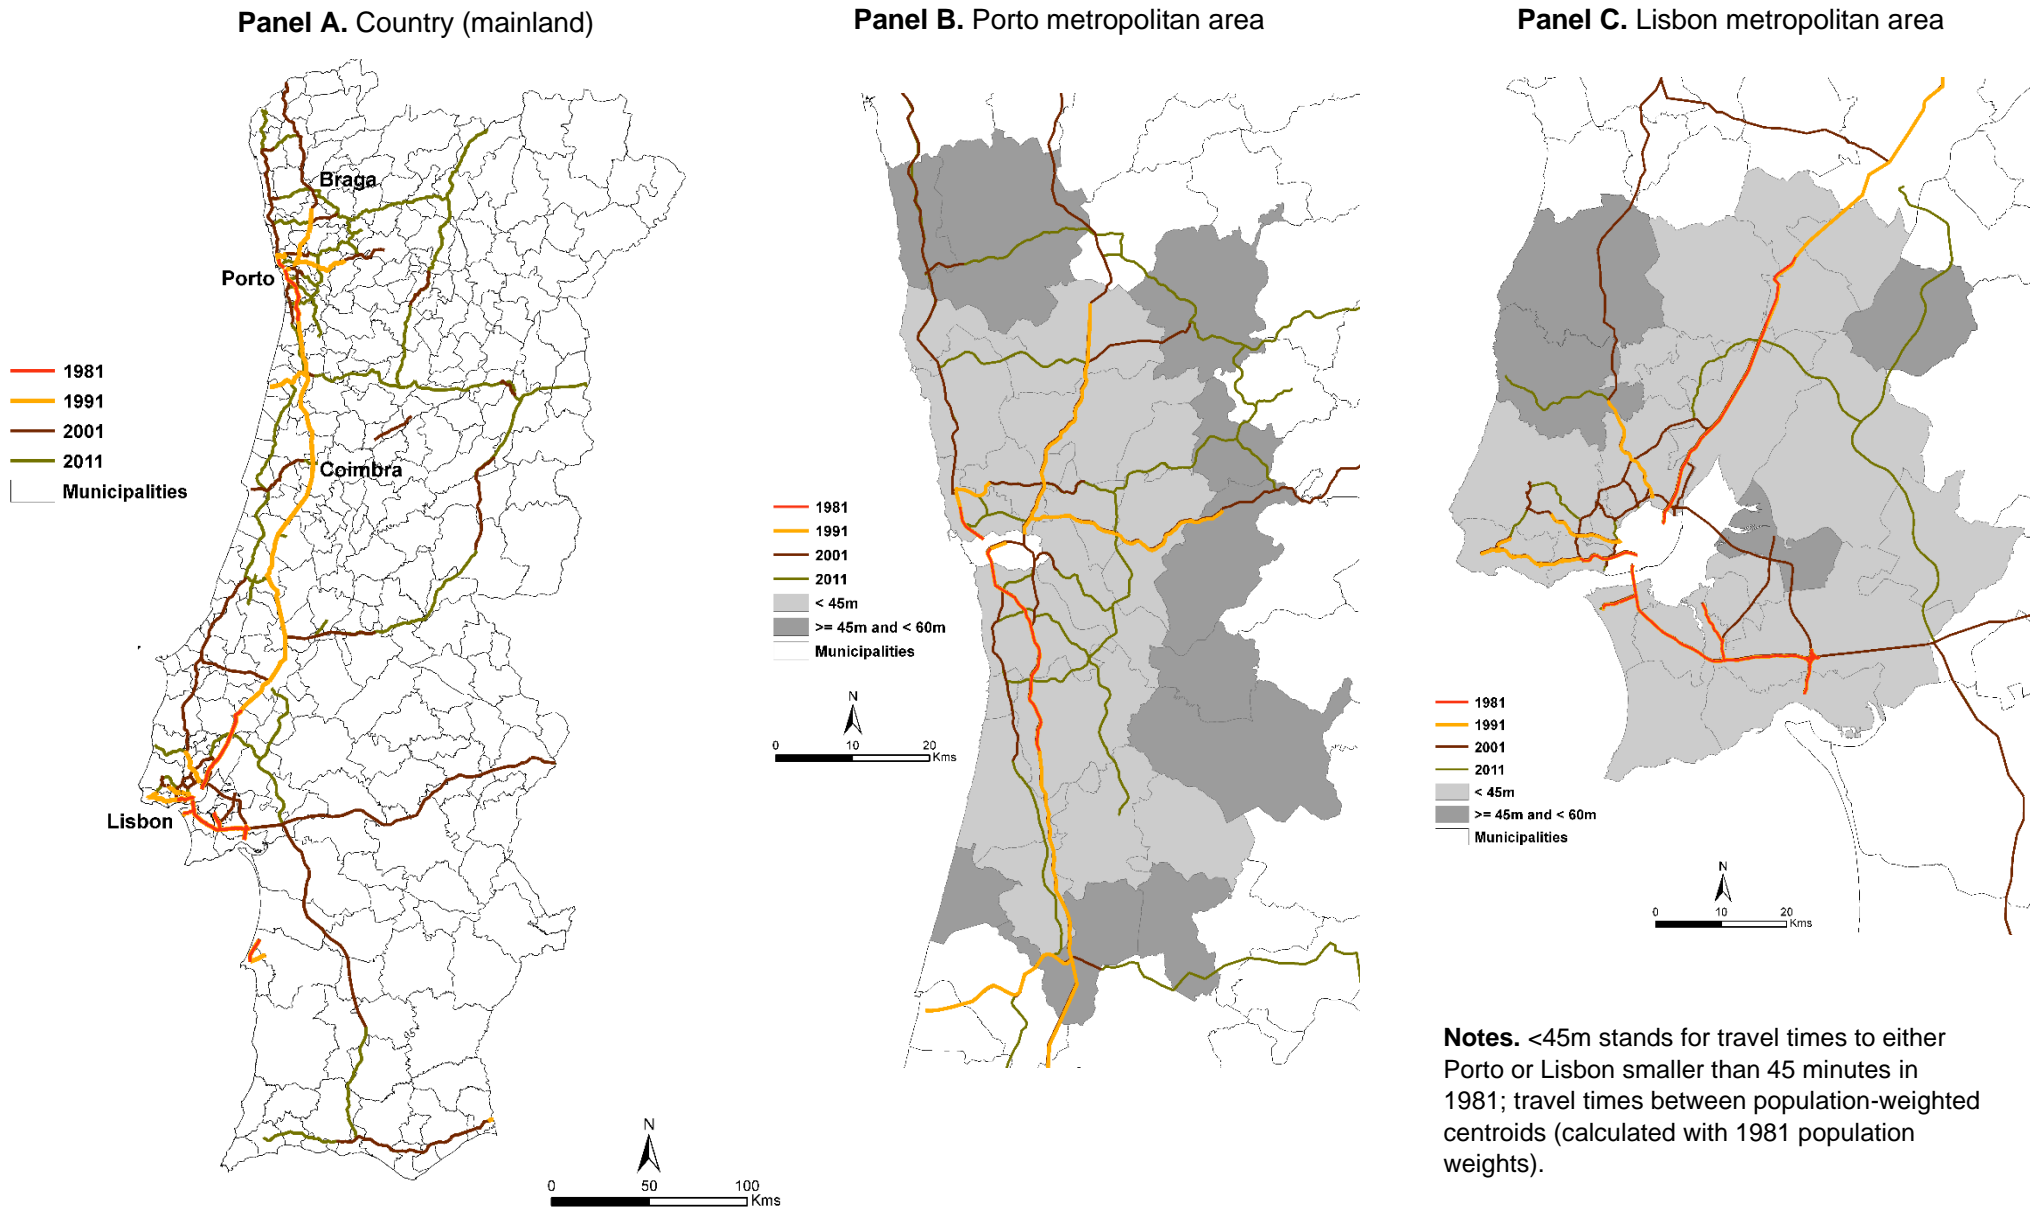 Panel A. Country (mainland)
Braga
Porto
Coimbra
Lisbon
1981
1991
2001
2011
Municipalities
N
0 50 100
Kms
Panel B. Porto metropolitan area
1981
1991
2001
2011
< 45m
>= 45m and < 60m
Municipalities
N
0 10 20
Kms
Panel C. Lisbon metropolitan area
1981
1991
2001
2011
< 45m
>= 45m and < 60m
Municipalities
N
0 10 20
Kms
Notes. <45m stands for travel times to either
Porto or Lisbon smaller than 45 minutes in
1981; travel times between population-weighted
centroids (calculated with 1981 population
weights).